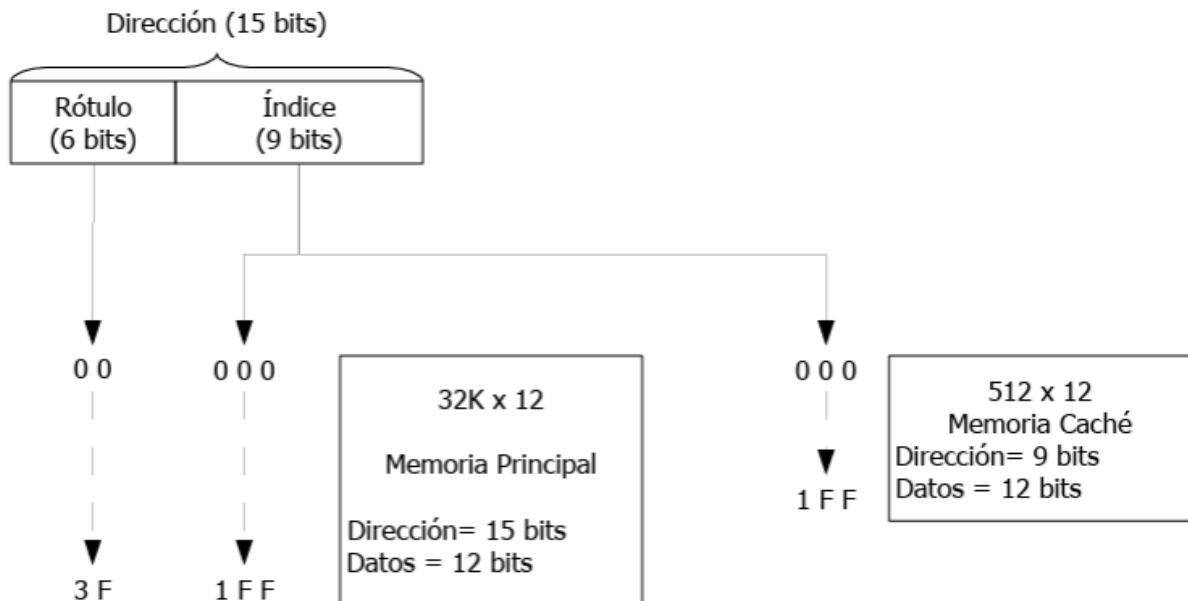 Dirección (15 bits)
Rótulo
(6 bits)
Índice
(9 bits)
0 0
0 0 0
3 F
1 F F
32K x 12
Memoria Principal
Dirección= 15 bits
Datos = 12 bits
0 0 0
1 F F
512 x 12
Memoria Caché
Dirección= 9 bits
Datos = 12 bits